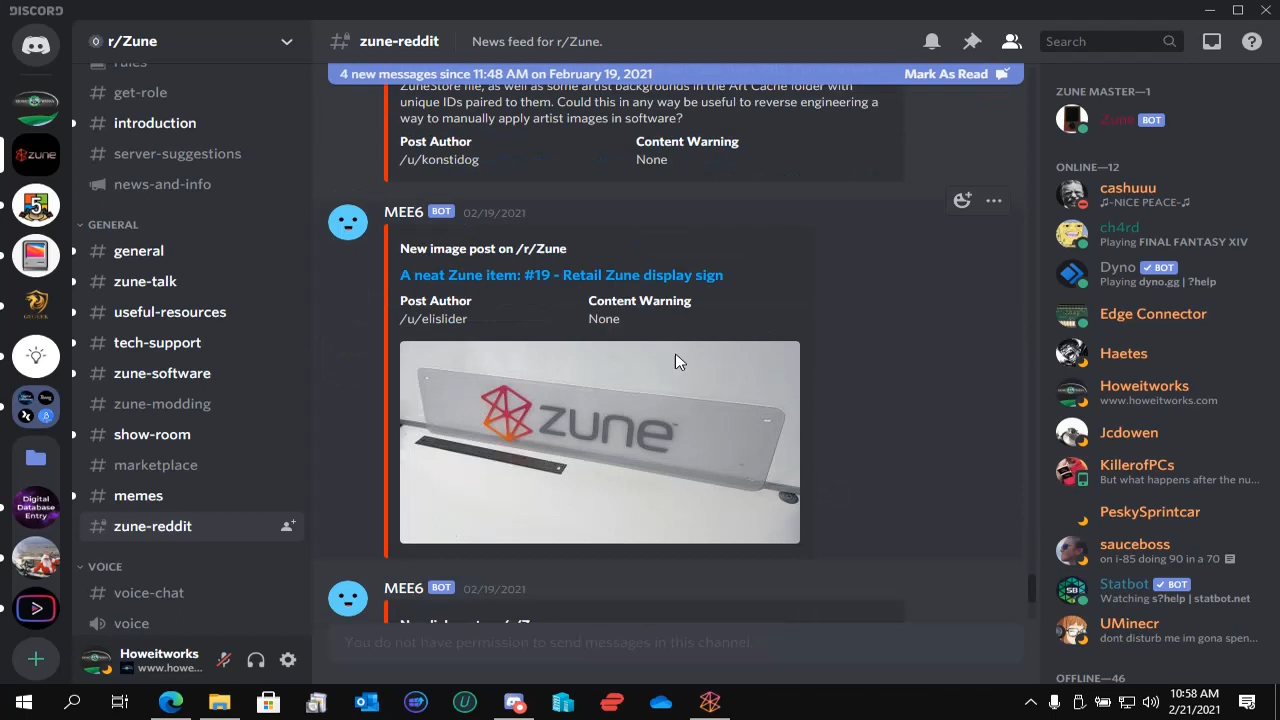 DISCORD
r/Zune
zune-reddit
News feed for r/Zune.
Search
4 new messages since 11:48 AM on February 19, 2021
Mark As Read
rules
get-role
introduction
server-suggestions
news-and-info
GENERAL
general
zune-talk
useful-resources
tech-support
zune-software
zune-modding
show-room
marketplace
memes
zune-reddit
VOICE
voice-chat
voice
Howeitworks
www.howe...
ZuneStore file, as well as some artist backgrounds in the Art Cache folder with
unique IDs paired to them. Could this in any way be useful to reverse engineering a
way to manually apply artist images in software?
Post Author
Content Warning
/u/konstidog
None
MEE6 BOT 02/19/2021
New image post on /r/Zune
A neat Zune item: #19 - Retail Zune display sign
Post Author
Content Warning
/u/elislider
None
zune
MEE6 BOT 02/19/2021
You do not have permission to send messages in this channel.
ZUNE MASTER—1
Zune BOT
ONLINE—12
cashuuu
♫-NICE PEACE-♫
ch4rd
Playing FINAL FANTASY XIV
Dyno BOT
Playing dyno.gg | ?help
Edge Connector
Haetes
Howeitworks
www.howeitworks.com
Jcdowen
KillerofPCs
But what happens after the nu...
PeskySprintcar
sauceboss
on i-85 doing 90 in a 70
Statbot BOT
Watching s?help | statbot.net
UMinecr
dont disturb me im gona spen...
OFFLINE—46
zune
5
Digital
Database
Entry
10:58 AM
2/21/2021